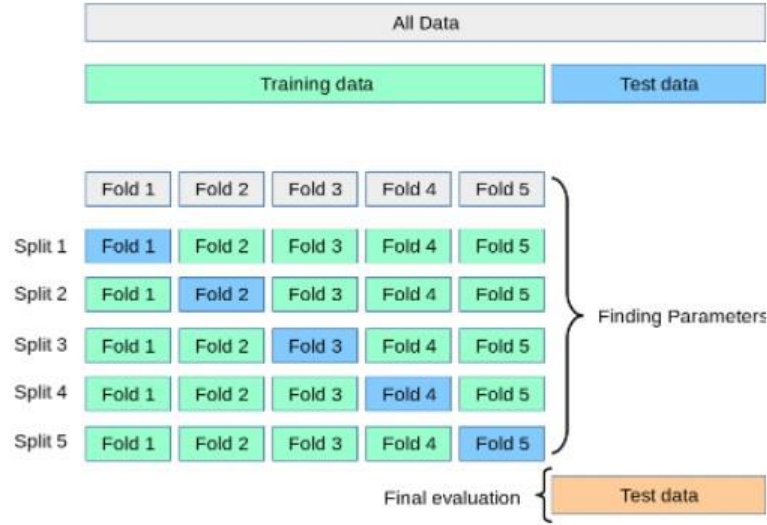 All Data
Training data Test data
Fold 1 Fold 2 Fold 3 Fold 4 Fold 5
Split 1 Fold 1 Fold 2 Fold 3 Fold 4 Fold 5
Split 2 Fold 1 Fold 2 Fold 3 Fold 4 Fold 5
Finding Parameters
Split 3 Fold 1 Fold 2 Fold 3 Fold 4 Fold 5
Split 4 Fold 1 Fold 2 Fold 3 Fold 4 Fold 5
Split 5 Fold 1 Fold 2 Fold 3 Fold 4 Fold 5
Final evaluation Test data